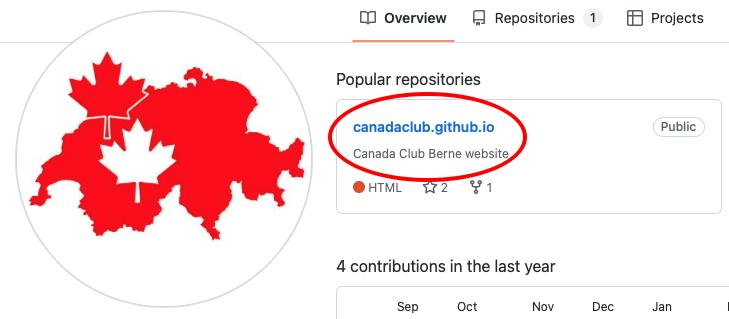 Overview
Repositories 1
Projects
Popular repositories
canadaclub.github.io
Public
Canada Club Berne website
HTML 2 1
4 contributions in the last year
Sep Oct Nov Dec Jan